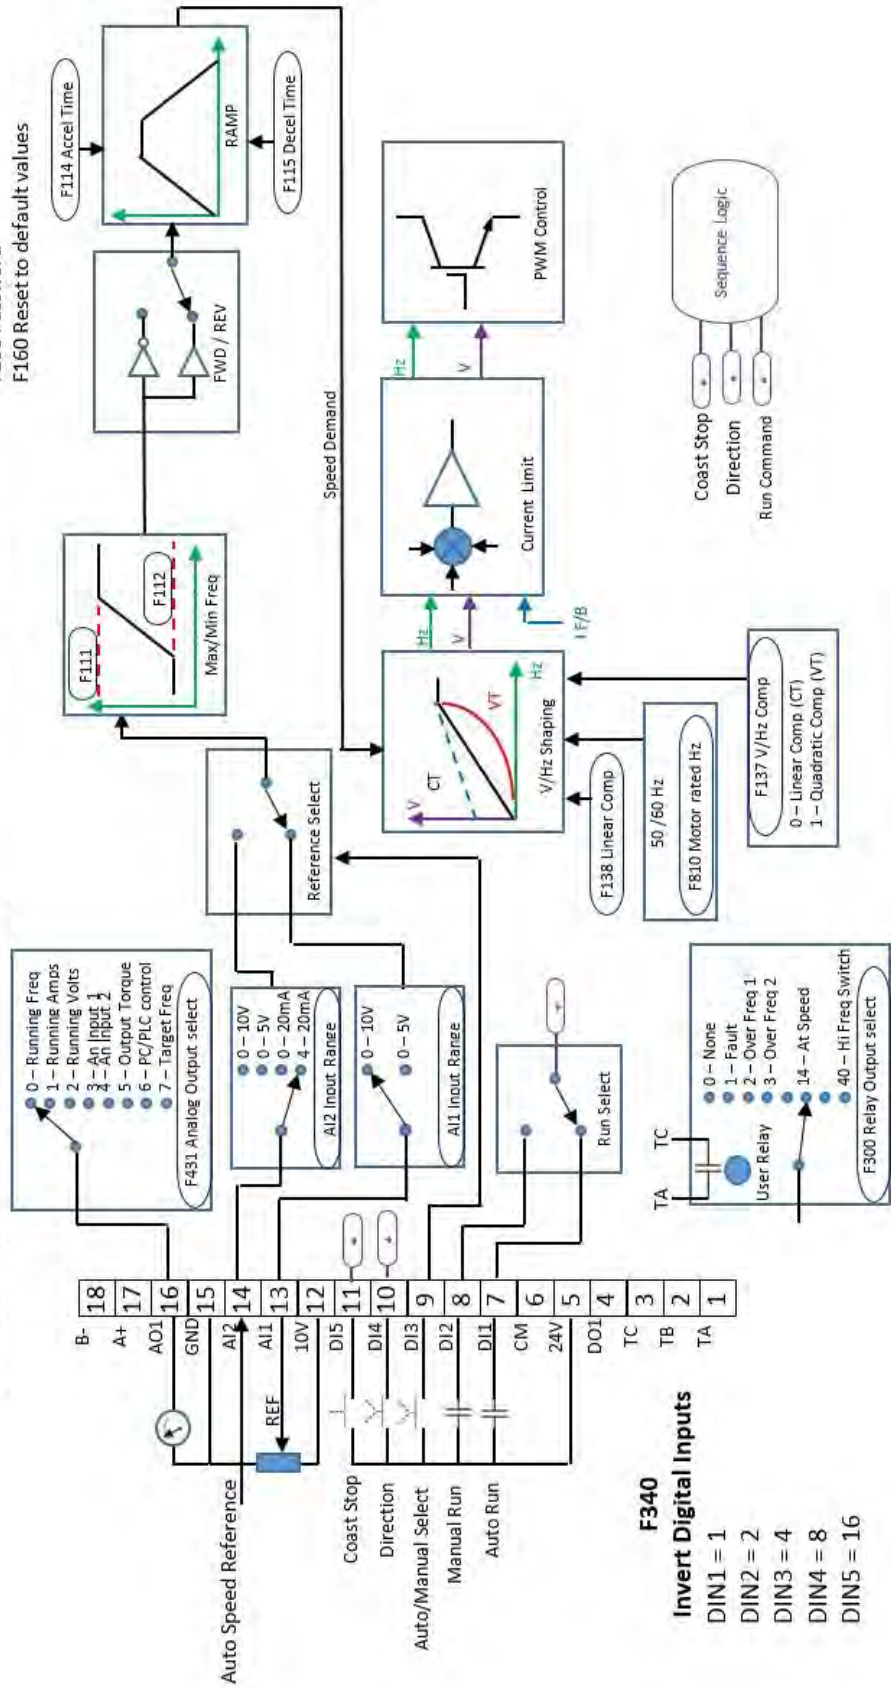 F160 Reset to default values
F114 Accel Time
RAMP
F115 Decel Time
FWD / REV
F111
F112
Max/Min Freq
Speed Demand
Reference Select
0 – Running Freq
1 – Running Amps
2 – Running Volts
3 – An Input 1
4 – An Input 2
5 – Output Torque
6 – PC/PLC control
7 – Target Freq
F431 Analog Output select
0 – 10V
0 – 5V
0 – 20mA
4 – 20mA
AI2 Input Range
0 – 10V
0 – 5V
AI1 Input Range
Run Select
*
V
CT
VT
Hz
V/Hz Shaping
Hz
V
I F/B
Current Limit
Hz
V
PWM Control
F138 Linear Comp
50 /60 Hz
F810 Motor rated Hz
F137 V/Hz Comp
0 – Linear Comp (CT)
1 – Quadratic Comp (VT)
Coast Stop
*
Direction
*
Run Command
*
Sequence Logic
TA
TC
User Relay
0 – None
1 – Fault
2 – Over Freq 1
3 – Over Freq 2
14 – At Speed
40 – Hi Freq Switch
F300 Relay Output select
B- 18
A+ 17
AO1 16
GND 15
AI2 14
AI1 13
10V 12
DI5 11
*
DI4 10
*
DI3 9
DI2 8
DI1 7
CM 6
24V 5
DO1 4
TC 3
TB 2
TA 1
REF
Auto Speed Reference
Coast Stop
Direction
Auto/Manual Select
Manual Run
Auto Run
F340
Invert Digital Inputs
DIN1 = 1
DIN2 = 2
DIN3 = 4
DIN4 = 8
DIN5 = 16